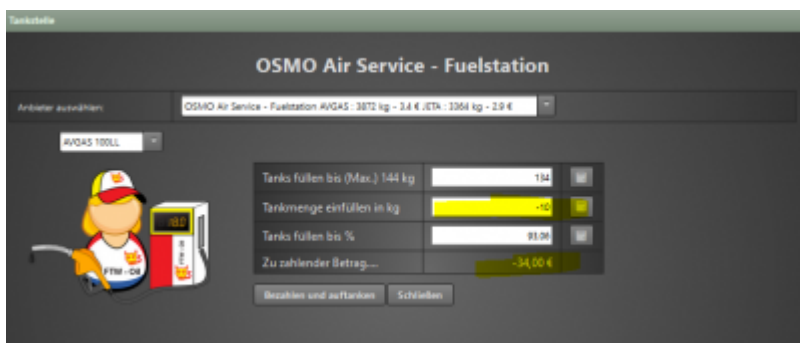 Tankstelle
OSMO Air Service - Fuelstation
Anbieter auswählen:
OSMO Air Service - Fuelstation AVGAS : 3872 kg - 3.4 € JETA : 3364 kg - 2.9 €
AVGAS 100LL
Tanks füllen bis (Max.) 144 kg
134
Tankmenge einfüllen in kg
-10
Tanks füllen bis %
93.06
Zu zahlender Betrag....
-34,00 €
FTW - Oil
Bezahlen und auftanken
Schließen